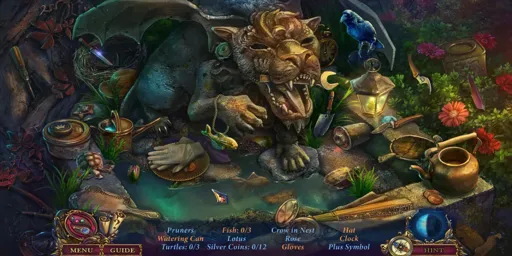 Pruners Fish: 0/3 Crow in Nest Hat
Watering Can Lotus Rose Clock
Turtles: 0/3 Silver Coins: 0/12 Gloves Plus Symbol
MENU GUIDE HINT